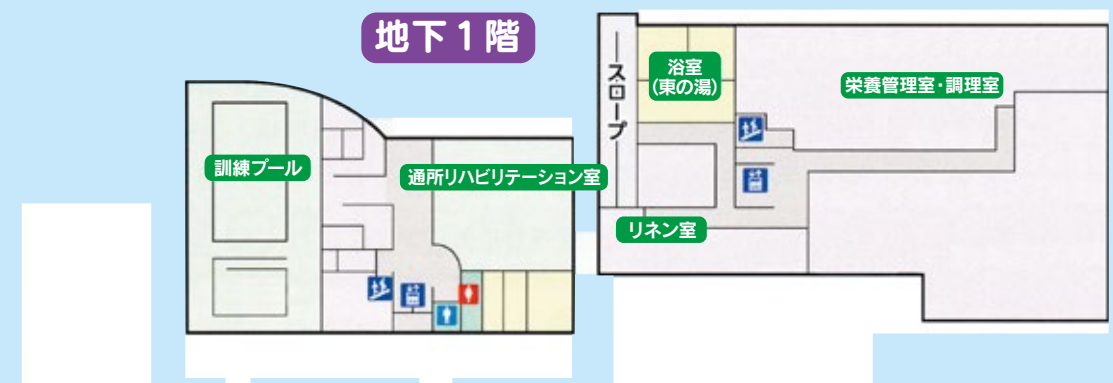 地下1階
スロープ
浴室
(東の湯)
栄養管理室・調理室
訓練プール
通所リハビリテーション室
リネン室